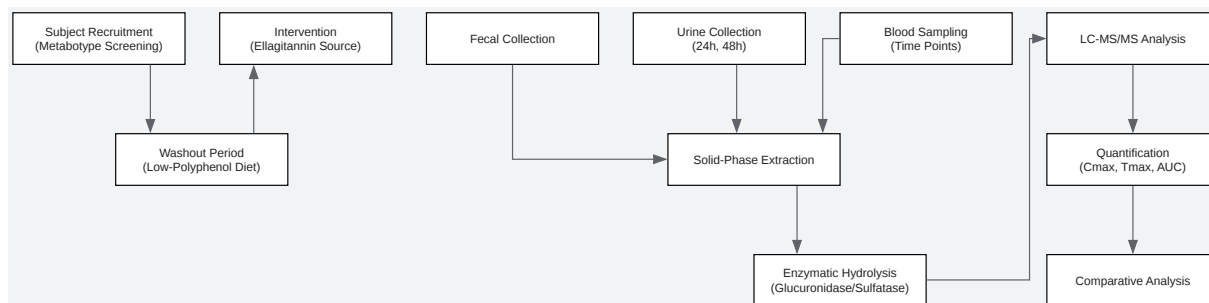 Subject Recruitment
(Metabotype Screening)
Intervention
(Ellagitannin Source)
Fecal Collection
Urine Collection
(24h, 48h)
Blood Sampling
(Time Points)
LC-MS/MS Analysis
Washout Period
(Low-Polyphenol Diet)
Solid-Phase Extraction
Quantification
(Cmax, Tmax, AUC)
Enzymatic Hydrolysis
(Glucuronidase/Sulfatase)
Comparative Analysis